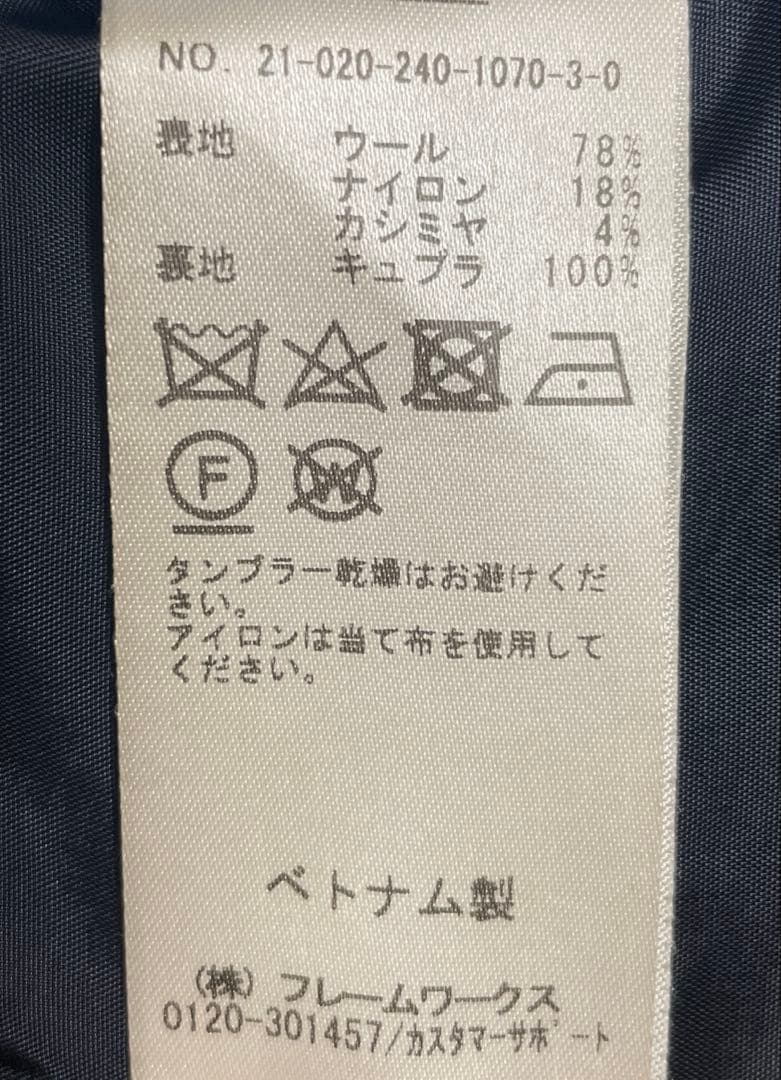 NO. 21-020-240-1070-3-0
表地 ウール 78%
ナイロン 18%
カシミヤ 4%
裏地 キュプラ 100%
F W
タンブラー乾燥はお避けくだ
さい。
アイロンは当て布を使用して
ください。
ベトナム製
(株) フレームワークス
0120-301457/カスタマーサポート